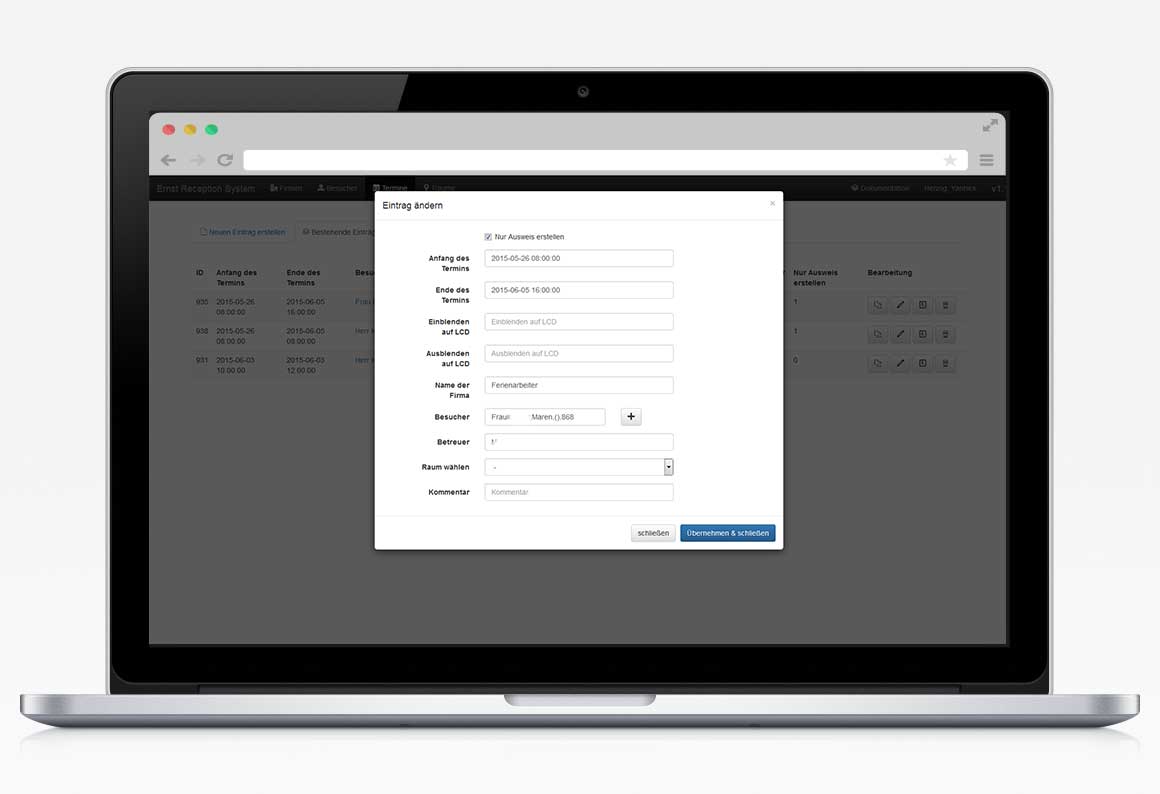 Ernst Reception System Firmen Besucher Termine Räume Dokumentation Herzog, Yannick v1.
Neuen Eintrag erstellen Bestehende
Eintrag ändern ×
Nur Ausweis erstellen
Anfang des Termins 2015-05-26 08:00:00
Ende des Termins 2015-06-05 16:00:00
Einblenden auf LCD Einblenden auf LCD
Ausblenden auf LCD Ausblenden auf LCD
Name der Firma Ferienarbeiter
Besucher Frau Maren,();868 +
Betreuer
Raum wählen -
Kommentar Kommentar
schließen Übernehmen & schließen
ID Anfang des Termins Ende des Termins Nur Ausweis erstellen Bearbeitung
935 2015-05-26 08:00:00 2015-06-05 16:00:00 Frau 1
938 2015-05-26 08:00:00 2015-06-05 08:00:00 Herr 1
931 2015-06-03 10:00:00 2015-06-03 12:00:00 Herr 0